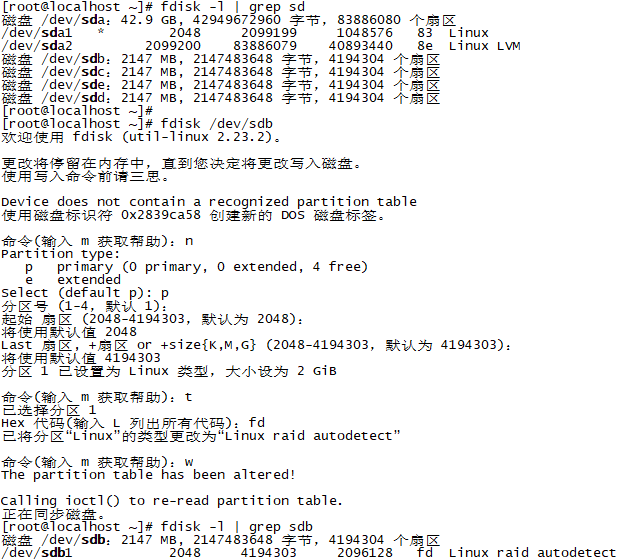 [root@localhost ~]# fdisk -l | grep sd
磁盘 /dev/sda：42.9 GB, 42949672960 字节，83886080 个扇区
/dev/sda1   *        2048     2099199     1048576   83  Linux
/dev/sda2         2099200    83886079    40893440   8e  Linux LVM
磁盘 /dev/sdb：2147 MB, 2147483648 字节，4194304 个扇区
磁盘 /dev/sdc：2147 MB, 2147483648 字节，4194304 个扇区
磁盘 /dev/sde：2147 MB, 2147483648 字节，4194304 个扇区
磁盘 /dev/sdd：2147 MB, 2147483648 字节，4194304 个扇区
[root@localhost ~]#
[root@localhost ~]# fdisk /dev/sdb
欢迎使用 fdisk (util-linux 2.23.2)。
更改将停留在内存中，直到您决定将更改写入磁盘。
使用写入命令前请三思。
Device does not contain a recognized partition table
使用磁盘标识符 0x2839ca58 创建新的 DOS 磁盘标签。
命令(输入 m 获取帮助)：n
Partition type:
   p   primary (0 primary, 0 extended, 4 free)
   e   extended
Select (default p): p
分区号 (1-4，默认 1)：
起始 扇区 (2048-4194303，默认为 2048)：
将使用默认值 2048
Last 扇区, +扇区 or +size{K,M,G} (2048-4194303，默认为 4194303)：
将使用默认值 4194303
分区 1 已设置为 Linux 类型，大小设为 2 GiB
命令(输入 m 获取帮助)：t
已选择分区 1
Hex 代码(输入 L 列出所有代码)：fd
已将分区“Linux”的类型更改为“Linux raid autodetect”
命令(输入 m 获取帮助)：w
The partition table has been altered!
Calling ioctl() to re-read partition table.
正在同步磁盘。
[root@localhost ~]# fdisk -l | grep sdb
磁盘 /dev/sdb：2147 MB, 2147483648 字节，4194304 个扇区
/dev/sdb1            2048     4194303     2096128   fd  Linux raid autodetect